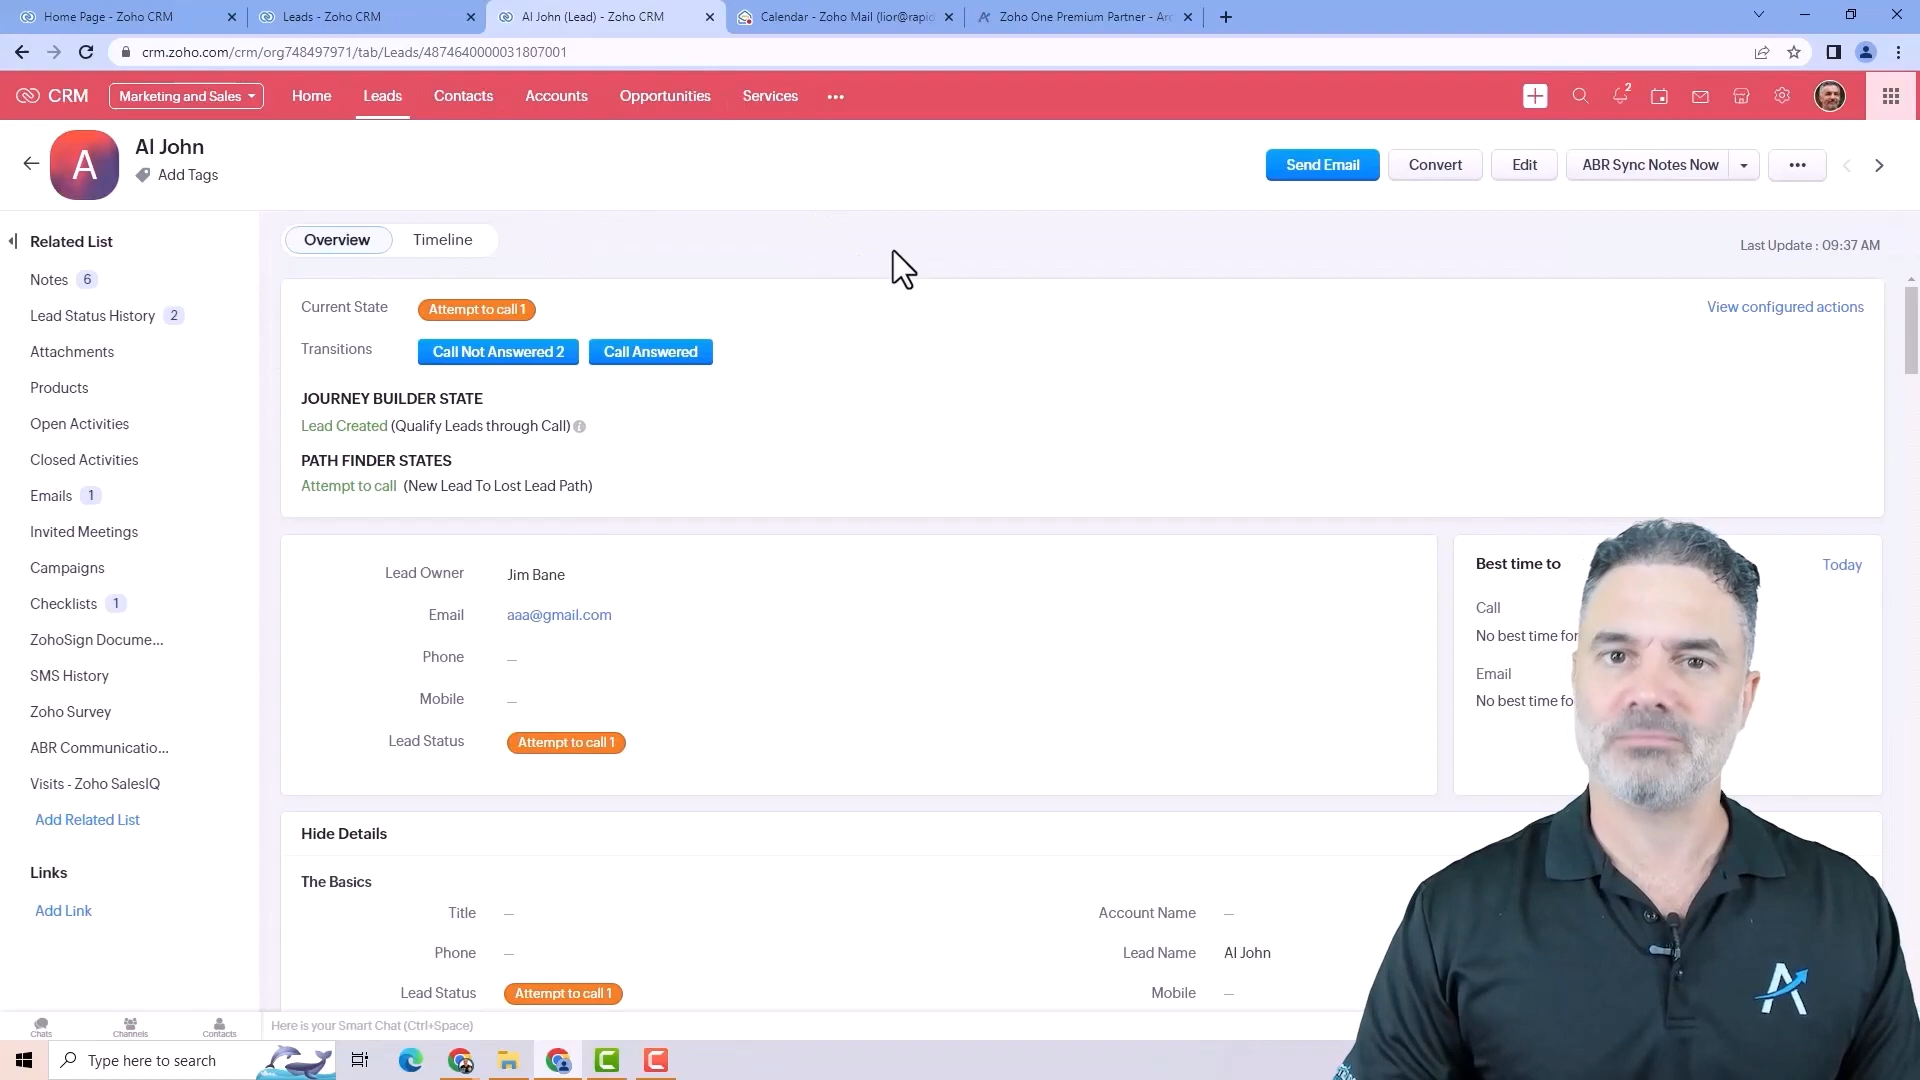 Home Page - Zoho CRM
Leads - Zoho CRM
Al John (Lead) - Zoho CRM
Calendar - Zoho Mail (lior@rapid
Zoho One Premium Partner - Arc
crm.zoho.com/crm/org748497971/tab/Leads/4874640000031807001
CRM
Marketing and Sales
Home
Leads
Contacts
Accounts
Opportunities
Services
2
A
Al John
Add Tags
Send Email
Convert
Edit
ABR Sync Notes Now
Related List
Notes 6
Lead Status History 2
Attachments
Products
Open Activities
Closed Activities
Emails 1
Invited Meetings
Campaigns
Checklists 1
ZohoSign Docume...
SMS History
Zoho Survey
ABR Communicatio...
Visits - Zoho SalesIQ
Add Related List
Links
Add Link
Overview
Timeline
Last Update : 09:37 AM
Current State Attempt to call 1
View configured actions
Transitions Call Not Answered 2 Call Answered
JOURNEY BUILDER STATE
Lead Created (Qualify Leads through Call)
PATH FINDER STATES
Attempt to call (New Lead To Lost Lead Path)
Lead Owner Jim Bane
Email aaa@gmail.com
Phone —
Mobile —
Lead Status Attempt to call 1
Best time to
Today
Call
No best time for
Email
No best time fo
Hide Details
The Basics
Title —
Account Name —
Phone —
Lead Name Al John
Lead Status Attempt to call 1
Mobile —
Chats
Channels
Contacts
Here is your Smart Chat (Ctrl+Space)
Type here to search